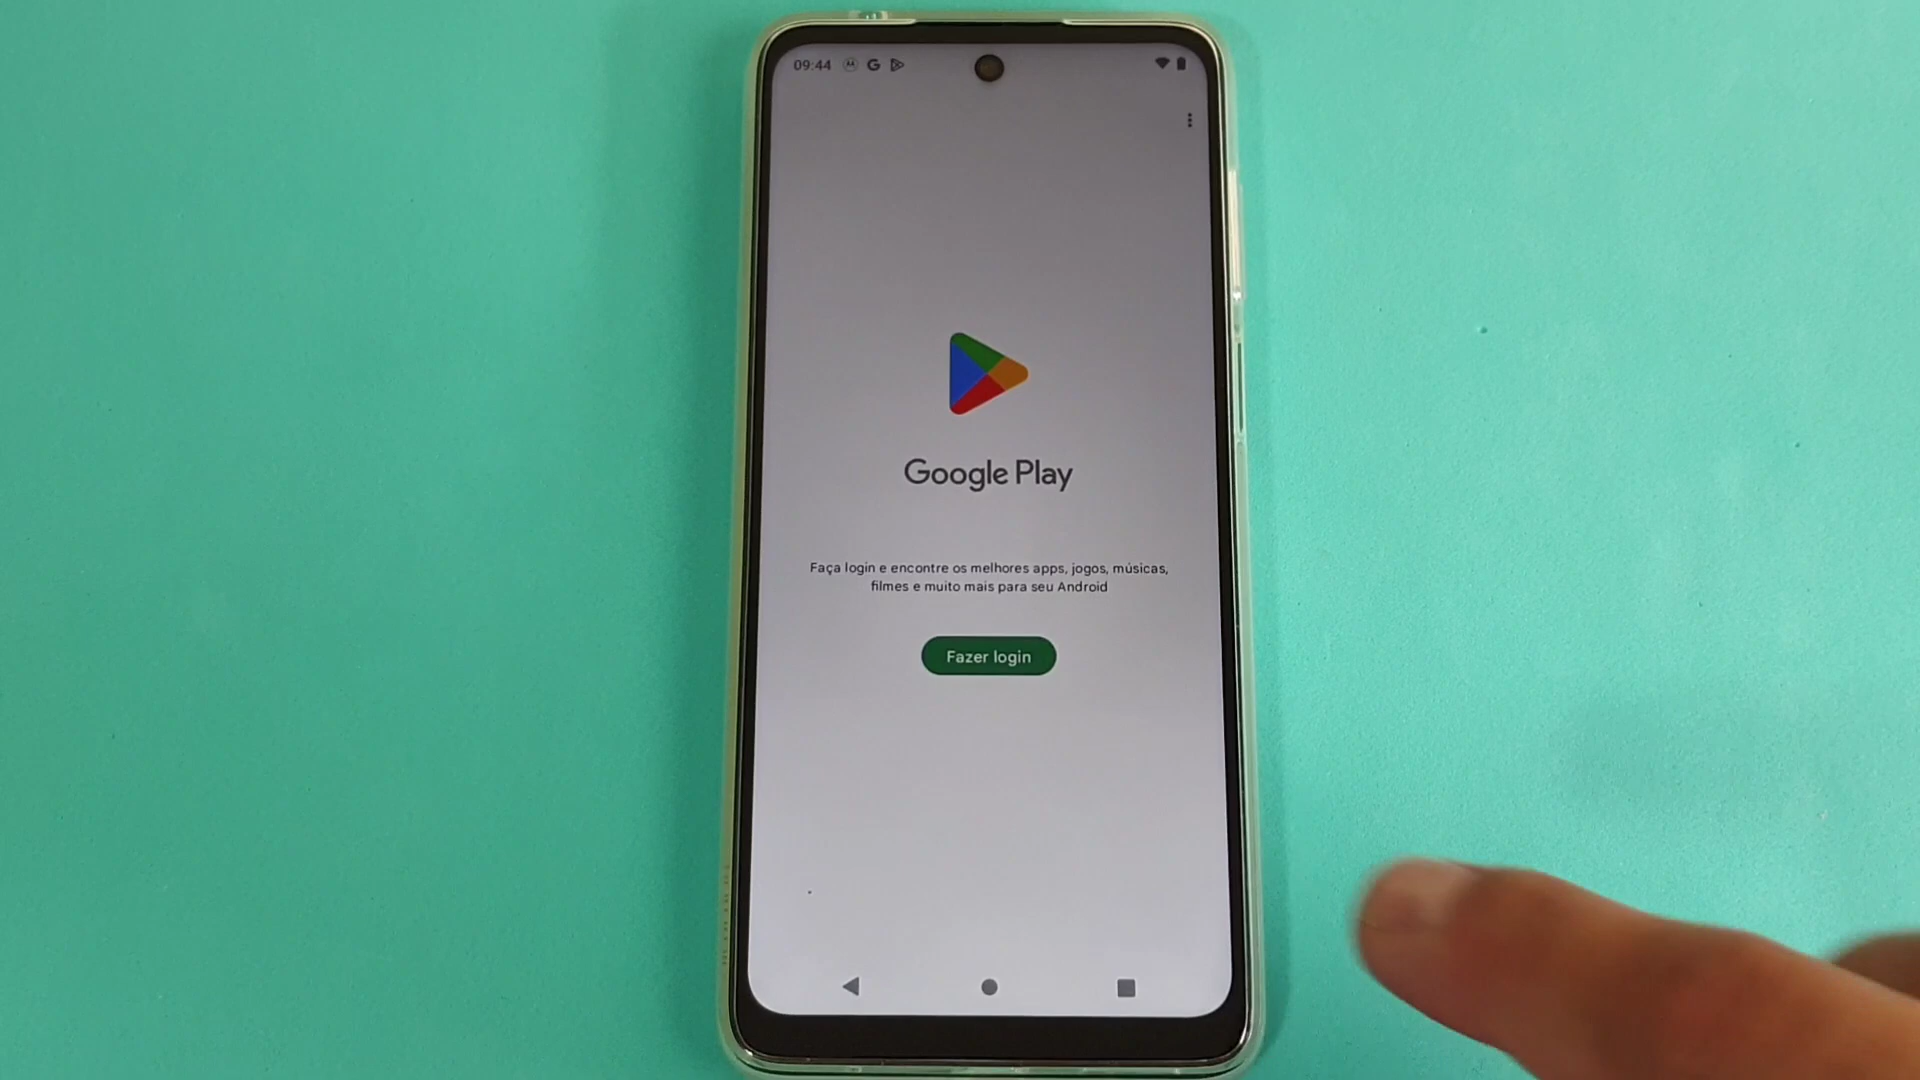 09:44
Google Play
Faça login e encontre os melhores apps, jogos, músicas,
filmes e muito mais para seu Android
Fazer login